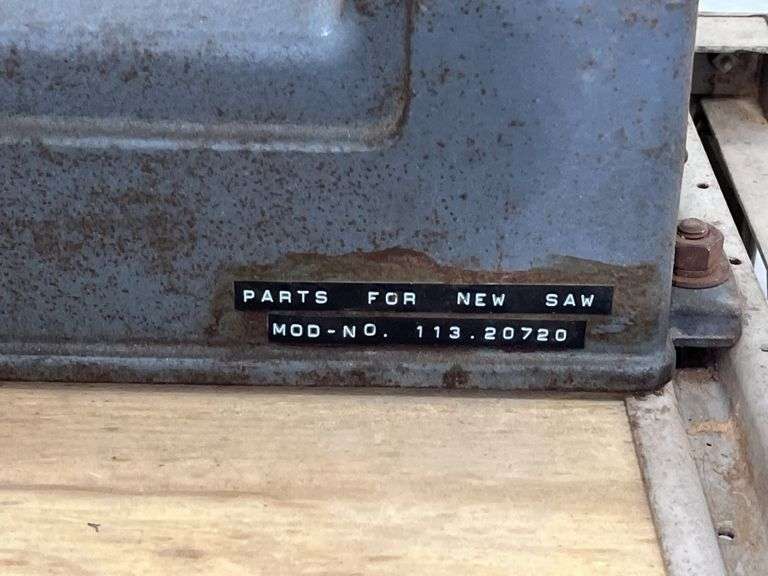 PARTS FOR NEW SAW
MOD-NO. 113.20720